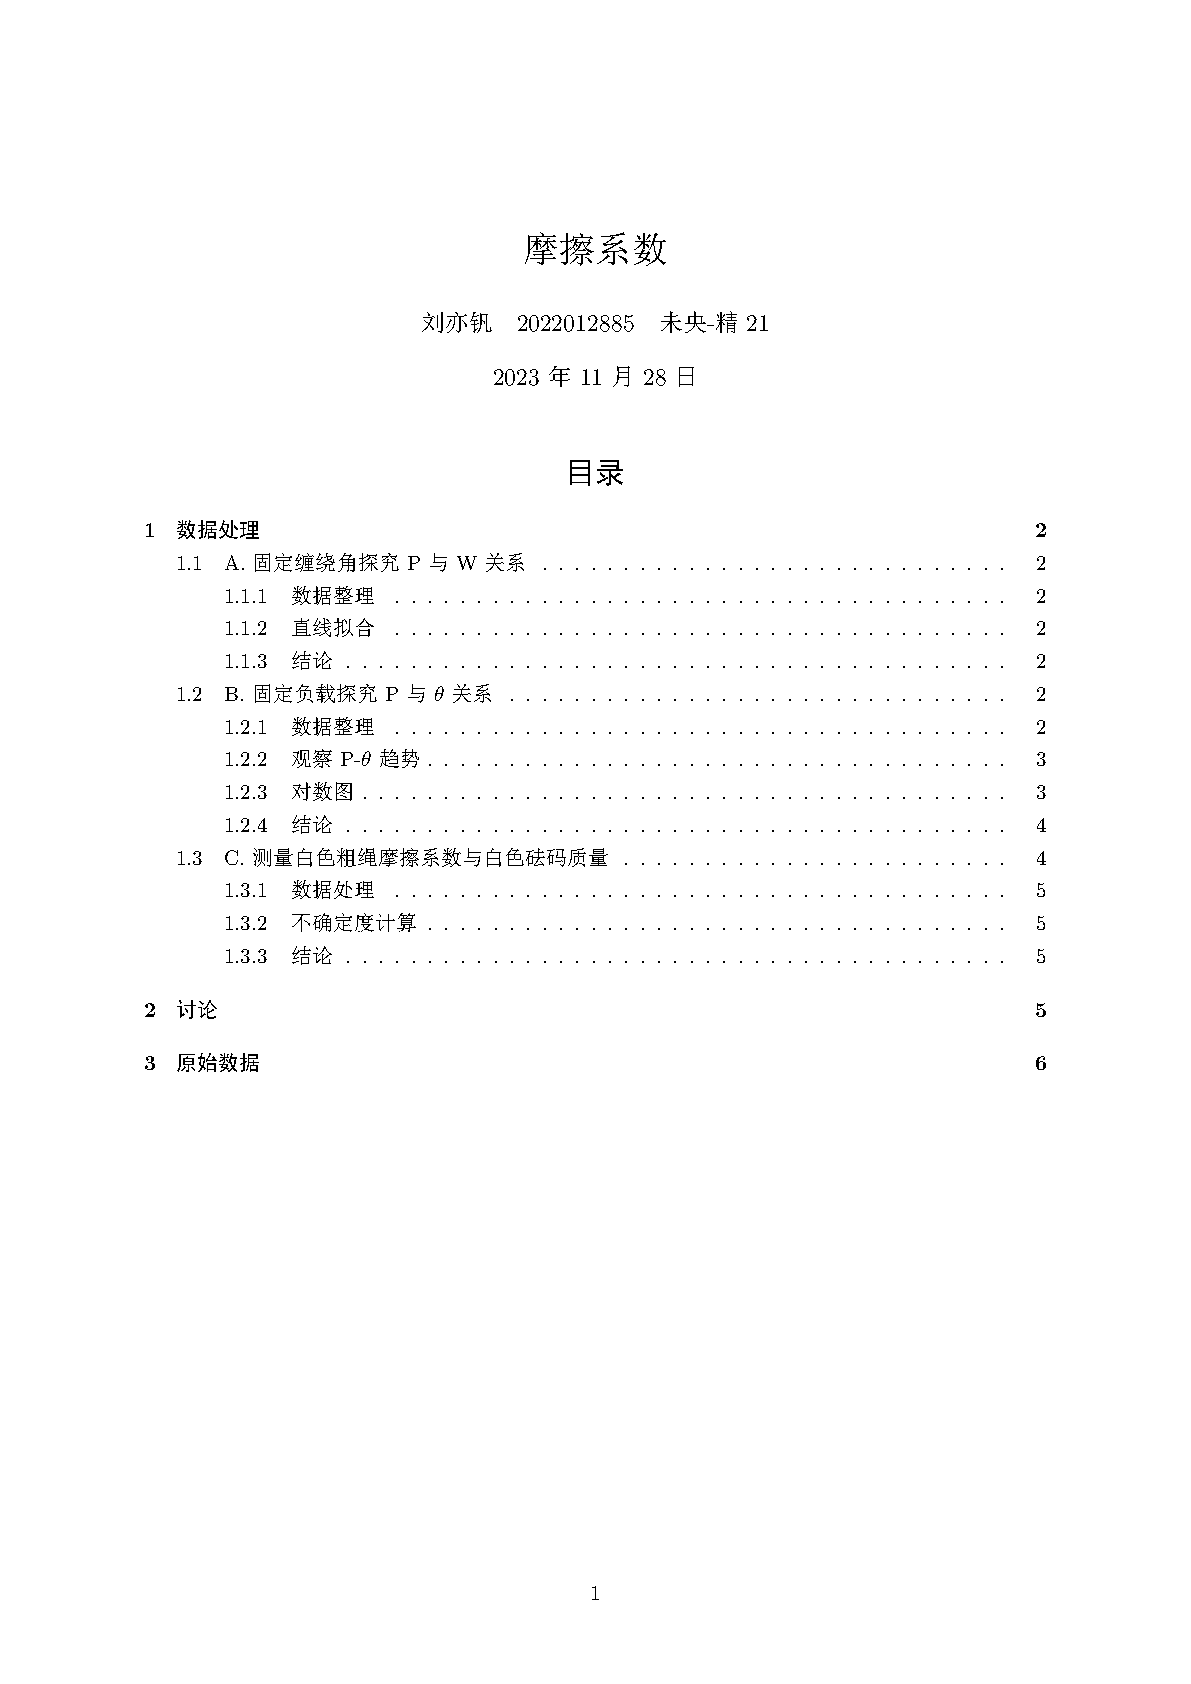 摩擦系数
刘亦钒 2022012885 未央-精 21
2023 年 11 月 28 日
目录
1 数据处理 2
1.1 A. 固定缠绕角探究 P 与 W 关系 . . . . . . . . . . . . . . . . . . . . . . . . . . . . . 2
1.1.1 数据整理 . . . . . . . . . . . . . . . . . . . . . . . . . . . . . . . . . . . . . . 2
1.1.2 直线拟合 . . . . . . . . . . . . . . . . . . . . . . . . . . . . . . . . . . . . . . 2
1.1.3 结论 . . . . . . . . . . . . . . . . . . . . . . . . . . . . . . . . . . . . . . . . . 2
1.2 B. 固定负载探究 P 与 θ 关系 . . . . . . . . . . . . . . . . . . . . . . . . . . . . . . . 2
1.2.1 数据整理 . . . . . . . . . . . . . . . . . . . . . . . . . . . . . . . . . . . . . . 2
1.2.2 观察 P-θ 趋势 . . . . . . . . . . . . . . . . . . . . . . . . . . . . . . . . . . . . 3
1.2.3 对数图 . . . . . . . . . . . . . . . . . . . . . . . . . . . . . . . . . . . . . . . . 3
1.2.4 结论 . . . . . . . . . . . . . . . . . . . . . . . . . . . . . . . . . . . . . . . . . 4
1.3 C. 测量白色粗绳摩擦系数与白色砝码质量 . . . . . . . . . . . . . . . . . . . . . . . . 4
1.3.1 数据处理 . . . . . . . . . . . . . . . . . . . . . . . . . . . . . . . . . . . . . . 5
1.3.2 不确定度计算 . . . . . . . . . . . . . . . . . . . . . . . . . . . . . . . . . . . . 5
1.3.3 结论 . . . . . . . . . . . . . . . . . . . . . . . . . . . . . . . . . . . . . . . . . 5
2 讨论 5
3 原始数据 6
1